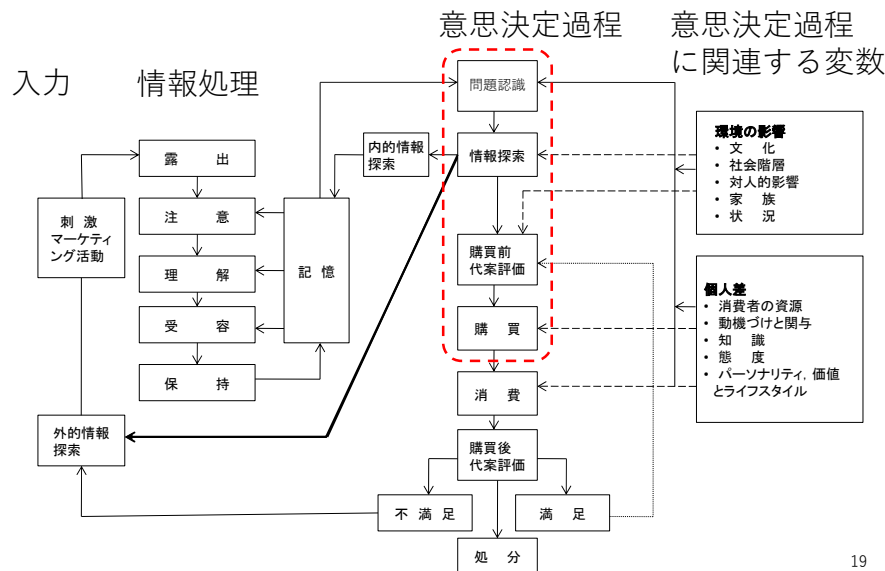 意思決定過程
意思決定過程
に関連する変数
入力
情報処理
問題認識
環境の影響
• 文　化
• 社会階層
• 対人的影響
• 家　族
• 状　況
露　出
内的情報
探索
情報探索
刺 激
マーケティ
ング活動
注　意
記 憶
購買前
代案評価
理　解
個人差
• 消費者の資源
• 動機づけと関与
• 知　識
• 態　度
• パーソナリティ, 価値
とライフスタイル
受　容
購　買
保　持
消　費
外的情報
探索
購買後
代案評価
不 満 足
満　足
処　分
19